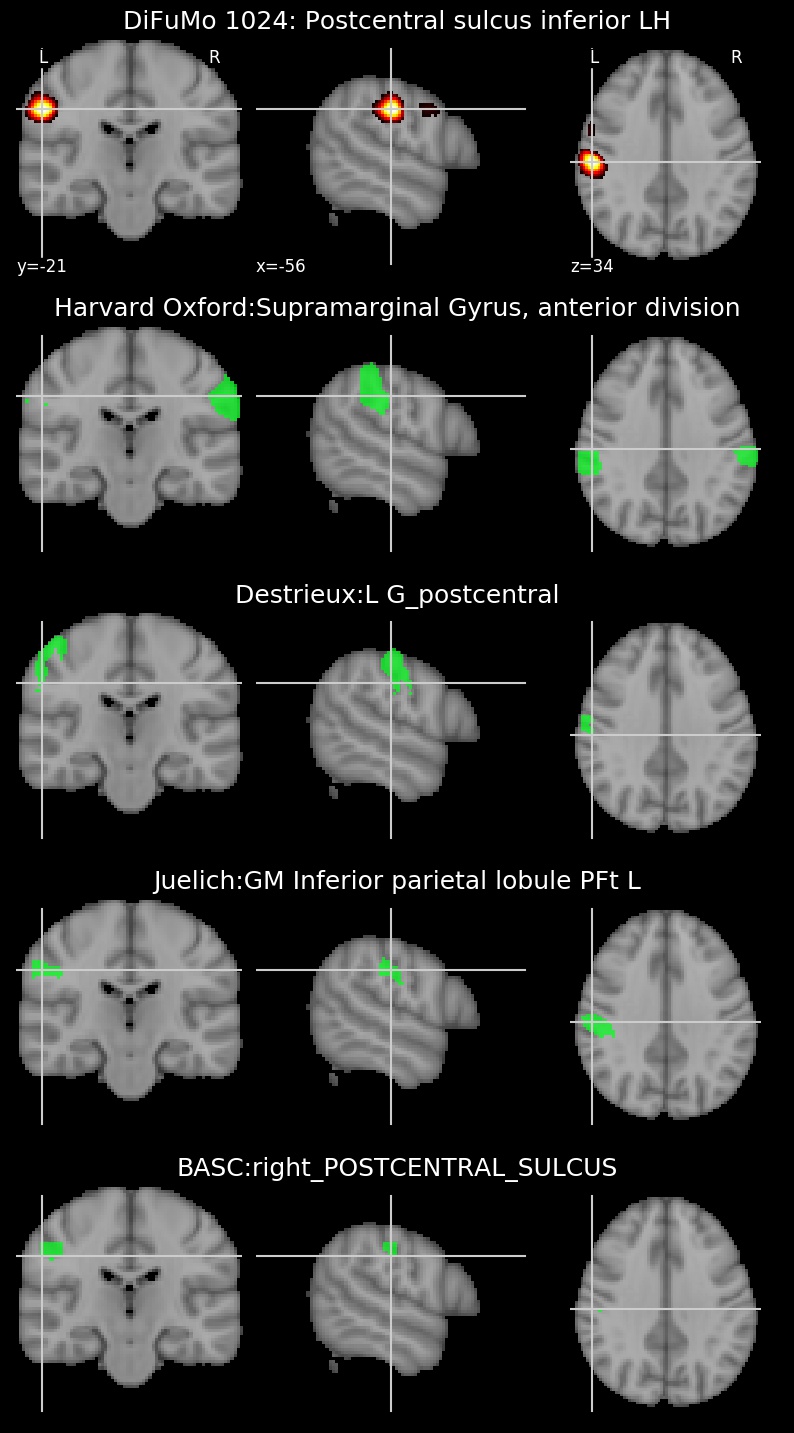 DiFuMo 1024: Postcentral sulcus inferior LH
L R L R
y=-21 x=-56 z=34
Harvard Oxford:Supramarginal Gyrus, anterior division
Destrieux:L G_postcentral
Juelich:GM Inferior parietal lobule PFt L
BASC:right_POSTCENTRAL_SULCUS